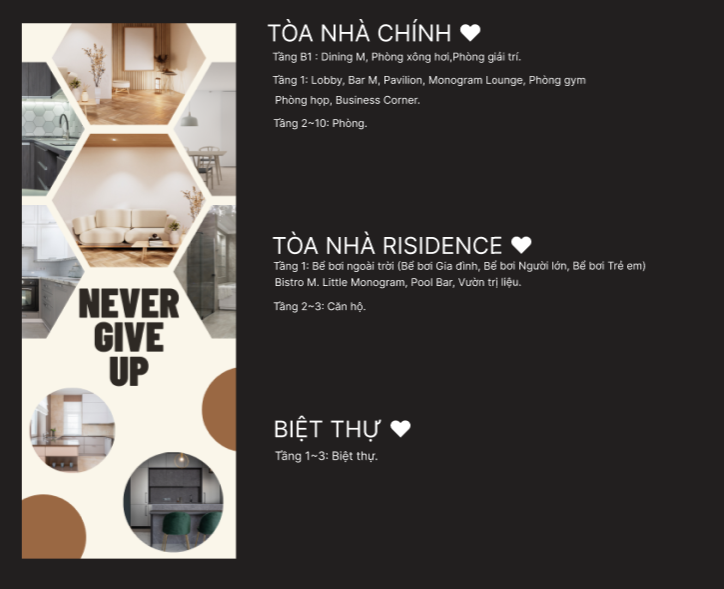 TÒA NHÀ CHÍNH ♥
Tầng B1 : Dining M, Phòng xông hơi,Phòng giải trí.
Tầng 1: Lobby, Bar M, Pavilion, Monogram Lounge, Phòng gym
Phòng họp, Business Corner.
Tầng 2~10: Phòng.
TÒA NHÀ RISIDENCE ♥
Tầng 1: Bể bơi ngoài trời (Bể bơi Gia đình, Bể bơi Người lớn, Bể bơi Trẻ em)
Bistro M. Little Monogram, Pool Bar, Vườn trị liệu.
Tầng 2~3: Căn hộ.
BIỆT THỰ ♥
Tầng 1~3: Biệt thự.
NEVER
GIVE
UP